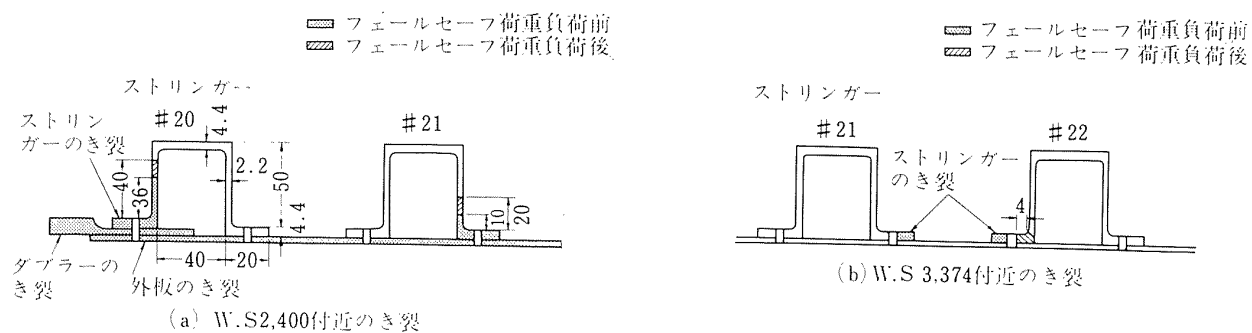 フェールセーフ荷重負荷前
フェールセーフ荷重負荷後
ストリンガー
#20
#21
ストリン
ガーのき裂
4.4
2.2
40
36
50
4.4
10
20
40
20
ダブラーの
き裂
外板のき裂
(a) W.S2,400付近のき裂
フェールセーフ荷重負荷前
フェールセーフ荷重負荷後
ストリンガー
#21
#22
ストリンガー
のき裂
4
(b) W.S 3,374付近のき裂